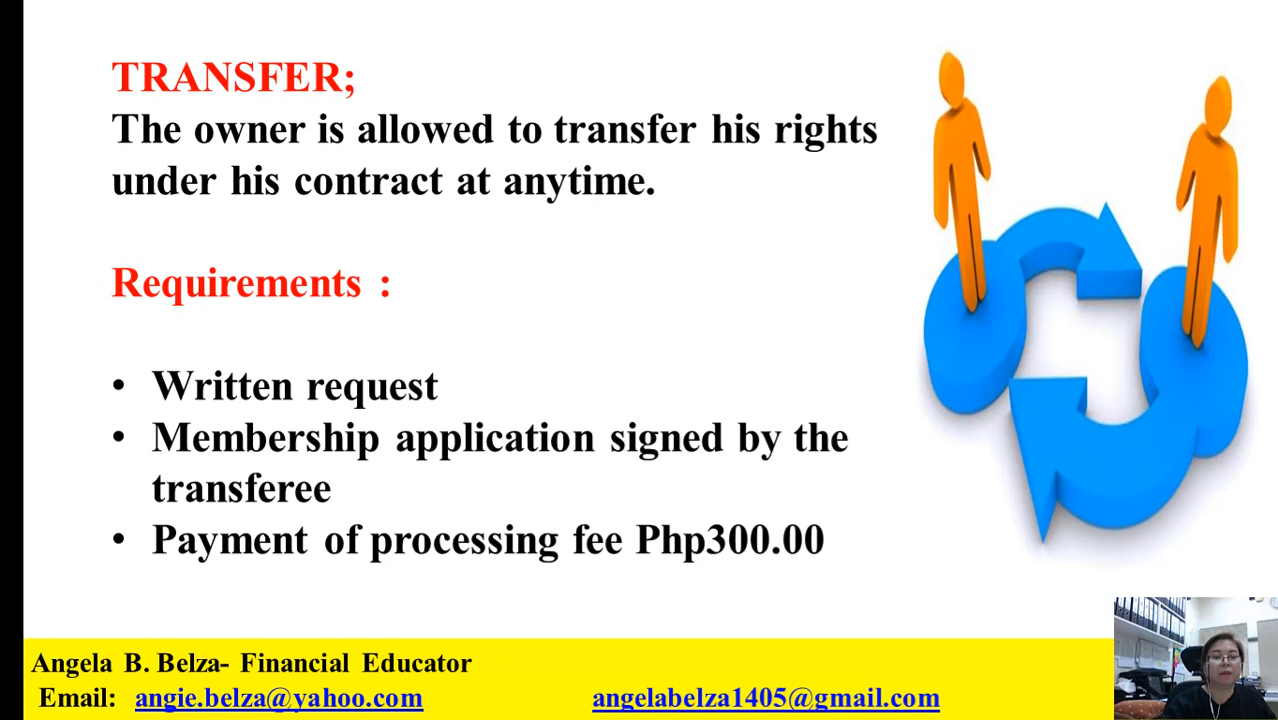 TRANSFER;
The owner is allowed to transfer his rights
under his contract at anytime.
Requirements :
• Written request
• Membership application signed by the
transferee
• Payment of processing fee Php300.00
Angela B. Belza- Financial Educator
Email: angie.belza@yahoo.com angelabelza1405@gmail.com